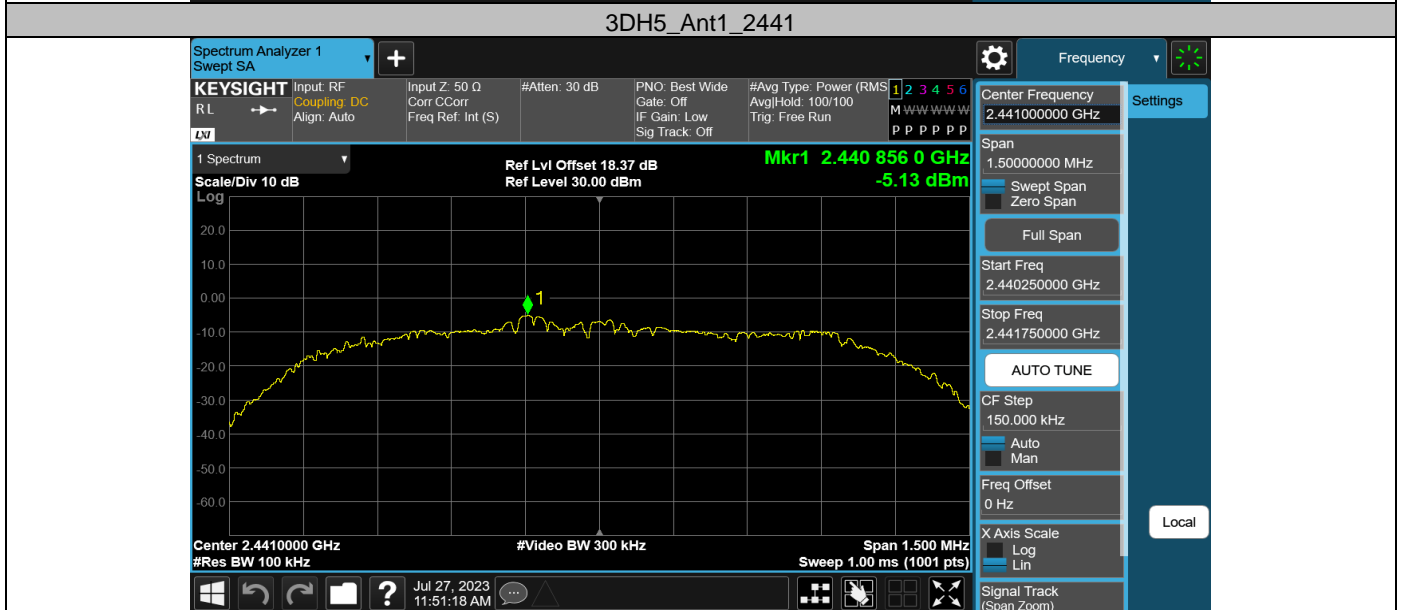 3DH5_Ant1_2441
Spectrum Analyzer 1
Swept SA
+
Frequency
KEYSIGHT
RL
LXI
Input: RF
Coupling: DC
Align: Auto
Input Z: 50 Ω
Corr CCorr
Freq Ref: Int (S)
#Atten: 30 dB
PNO: Best Wide
Gate: Off
IF Gain: Low
Sig Track: Off
#Avg Type: Power (RMS
Avg|Hold: 100/100
Trig: Free Run
1 2 3 4 5 6
M W W W W W
P P P P P P
Center Frequency
2.441000000 GHz
Settings
1 Spectrum
Ref Lvl Offset 18.37 dB
Mkr1 2.440 856 0 GHz
Scale/Div 10 dB
Ref Level 30.00 dBm
-5.13 dBm
Log
20.0
10.0
0.00
-10.0
-20.0
-30.0
-40.0
-50.0
-60.0
1
Span
1.50000000 MHz
Swept Span
Zero Span
Full Span
Start Freq
2.440250000 GHz
Stop Freq
2.441750000 GHz
AUTO TUNE
CF Step
150.000 kHz
Auto
Man
Freq Offset
0 Hz
X Axis Scale
Log
Lin
Signal Track
(Span Zoom)
Local
Center 2.4410000 GHz
#Video BW 300 kHz
Span 1.500 MHz
#Res BW 100 kHz
Sweep 1.00 ms (1001 pts)
?
Jul 27, 2023
11:51:18 AM